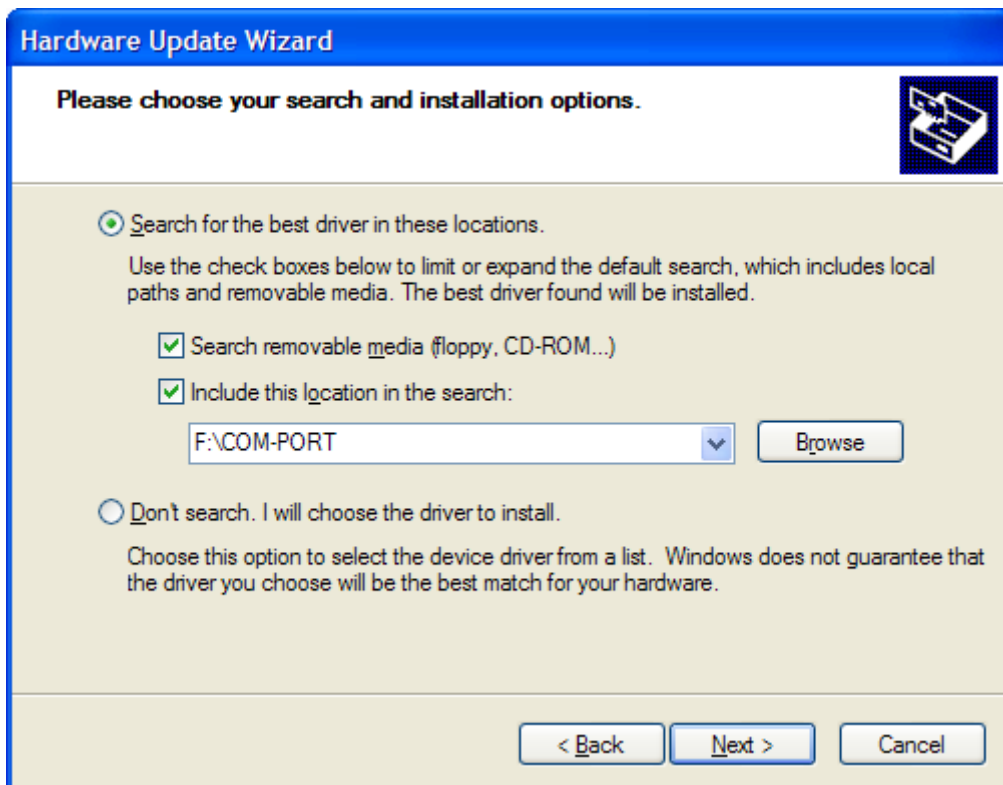 Hardware Update Wizard
Please choose your search and installation options.
Search for the best driver in these locations.
Use the check boxes below to limit or expand the default search, which includes local
paths and removable media. The best driver found will be installed.
Search removable media (floppy, CD-ROM...)
Include this location in the search:
F:\COM-PORT
Browse
Don't search. I will choose the driver to install.
Choose this option to select the device driver from a list. Windows does not guarantee that
the driver you choose will be the best match for your hardware.
< Back
Next >
Cancel